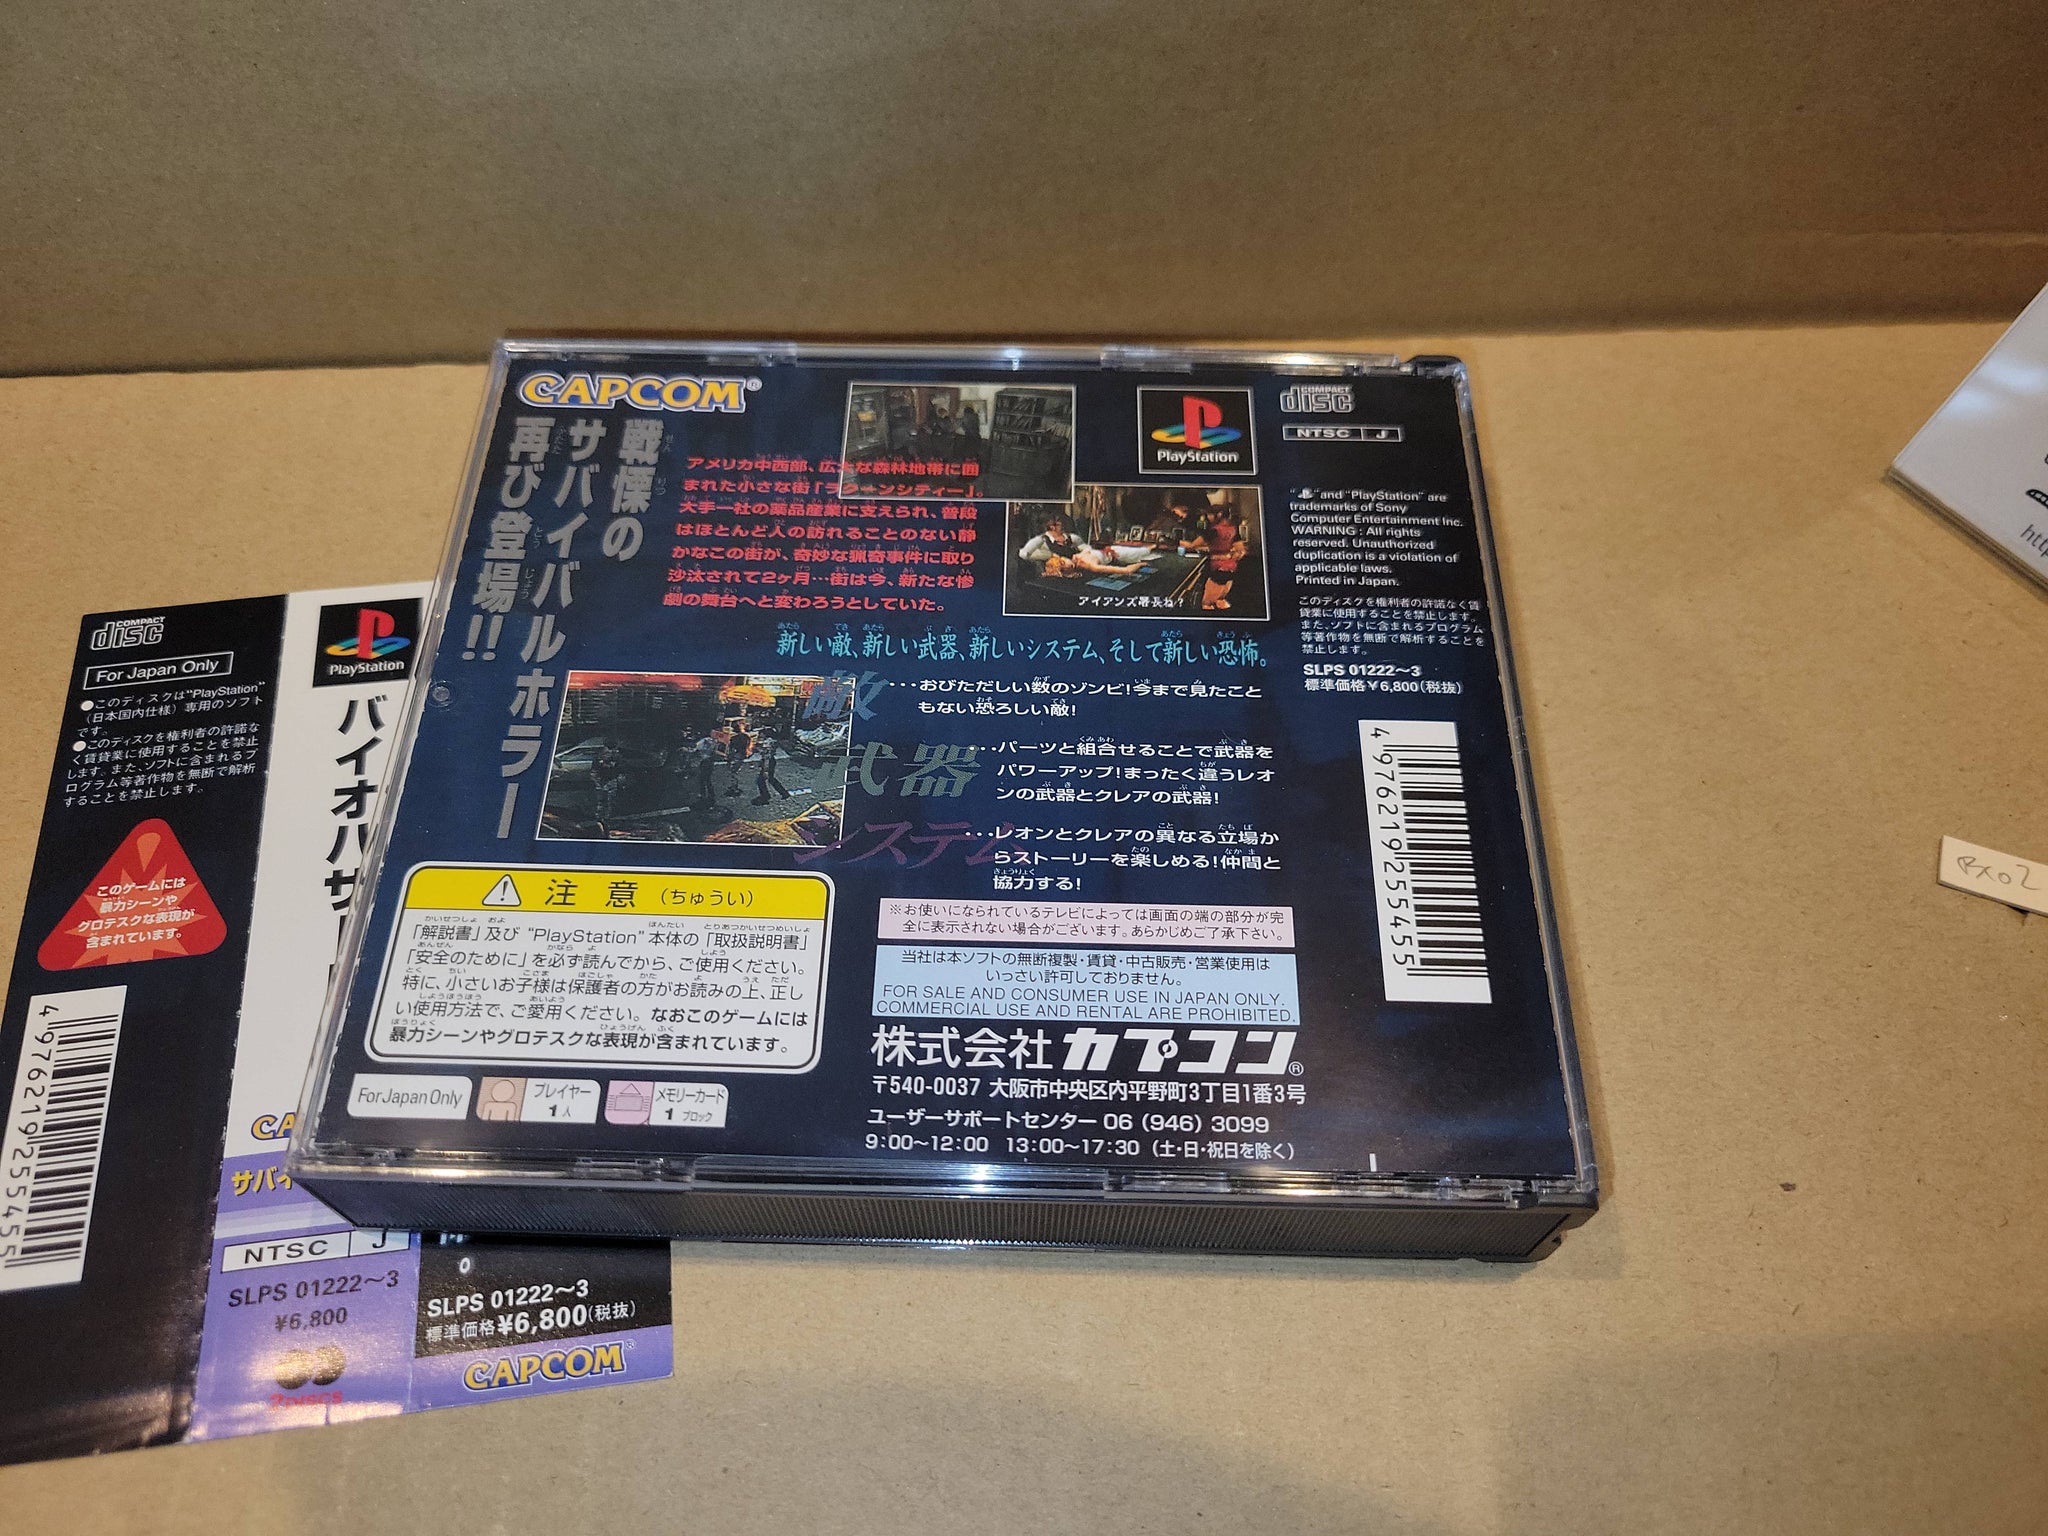 CAPCOM®
戦慄の
サバイバルホラー
再び登場!!
アメリカ中西部、広大な森林地帯に囲
まれた小さな街「ラクーンシティー」。
大手一社の薬品産業に支えられ、普段
はほとんど人の訪れることのない静
かなこの街が、奇妙な猟奇事件に取り
沙汰されて2ヶ月…街は今、新たな惨
劇の舞台へと変わろうとしていた。
アイアンズ署長ね?
PlayStation
COMPACT
disc
NTSC J
"PS" and "PlayStation" are
trademarks of Sony
Computer Entertainment Inc.
WARNING : All rights
reserved. Unauthorized
duplication is a violation of
applicable laws.
Printed in Japan.
このディスクを権利者の許諾なく賃
貸業に使用することを禁止します。
また、ソフトに含まれるプログラム
等著作物を無断で解析することを
禁止します。
SLPS 01222〜3
標準価格¥6,800(税抜)
4976219255455
新しい敵、新しい武器、新しいシステム、そして新しい恐怖。
敵
…おびただしい数のゾンビ!今まで見たこと
もない恐ろしい敵!
武器
…パーツと組合せることで武器を
パワーアップ!まったく違うレオ
ンの武器とクレアの武器!
システム
…レオンとクレアの異なる立場か
らストーリーを楽しめる!仲間と
協力する!
注意(ちゅうい)
「解説書」及び "PlayStation" 本体の「取扱説明書」
「安全のために」を必ず読んでから、ご使用ください。
特に、小さいお子様は保護者の方がお読みの上、正し
い使用方法で、ご愛用ください。なおこのゲームには
暴力シーンやグロテスクな表現が含まれています。
For Japan Only
プレイヤー
1人
メモリーカード
1 ブロック
※お使いになられているテレビによっては画面の端の部分が完
全に表示されない場合がございます。あらかじめご了承下さい。
当社は本ソフトの無断複製・賃貸・中古販売・営業使用は
いっさい許可しておりません。
FOR SALE AND CONSUMER USE IN JAPAN ONLY.
COMMERCIAL USE AND RENTAL ARE PROHIBITED.
株式会社カプコン®
〒540-0037 大阪市中央区内平野町3丁目1番3号
ユーザーサポートセンター 06 (946) 3099
9:00〜12:00 13:00〜17:30 (土・日・祝日を除く)
COMPACT
disc
For Japan Only
●このディスクは"PlayStation"
(日本国内仕様)専用のソフト
です。
●このディスクを権利者の許諾な
く賃貸業に使用することを禁止
します。また、ソフトに含まれるプ
ログラム等著作物を無断で解析
することを禁止します。
このゲームには
暴力シーンや
グロテスクな表現が
含まれています。
4976219255455
PlayStation
バイオハザ
CA
サバイ
NTSC J
SLPS 01222〜3
¥6,800
2DISCS
SLPS 01222〜3
標準価格¥6,800(税抜)
CAPCOM®
BX02